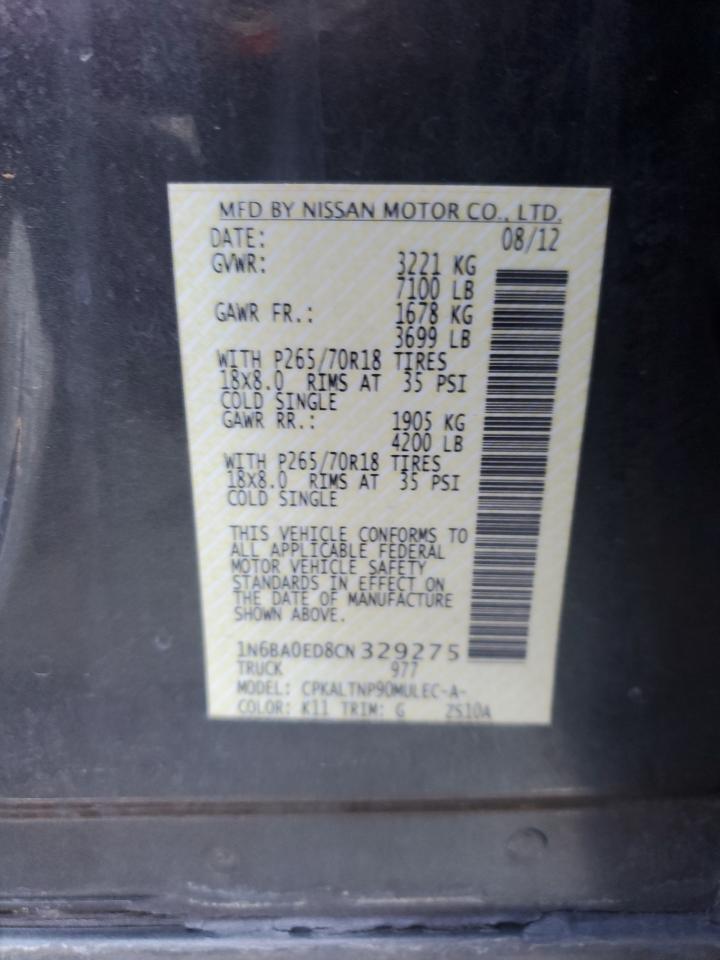 MFD BY NISSAN MOTOR CO., LTD.
DATE: 08/12
GVWR: 3221 KG
7100 LB
GAWR FR.: 1678 KG
3699 LB
WITH P265/70R18 TIRES
18X8.0 RIMS AT 35 PSI
COLD SINGLE
GAWR RR.: 1905 KG
4200 LB
WITH P265/70R18 TIRES
18X8.0 RIMS AT 35 PSI
COLD SINGLE
THIS VEHICLE CONFORMS TO
ALL APPLICABLE FEDERAL
MOTOR VEHICLE SAFETY
STANDARDS IN EFFECT ON
THE DATE OF MANUFACTURE
SHOWN ABOVE.
1N6BA0ED8CN329275
TRUCK 977
MODEL: CPKALTNP90MULEC-A-
COLOR: K11 TRIM: G 2S10A